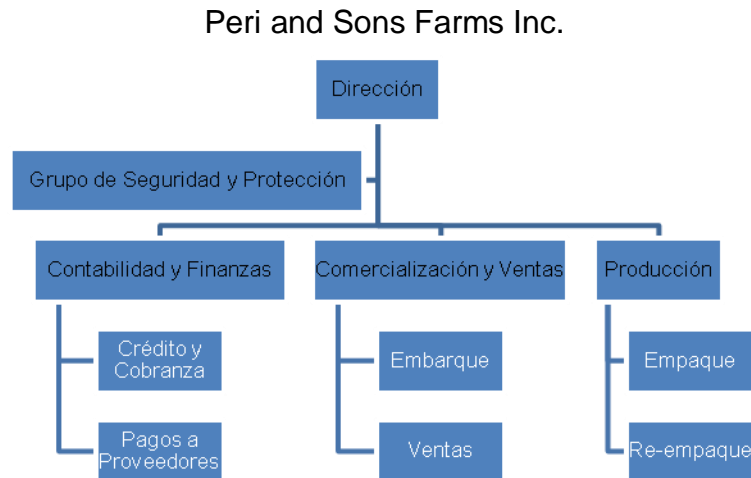 Peri and Sons Farms Inc.
Dirección
Grupo de Seguridad y Protección
Contabilidad y Finanzas
Comercialización y Ventas
Producción
Crédito y
Cobranza
Embarque
Empaque
Pagos a
Proveedores
Ventas
Re-empaque